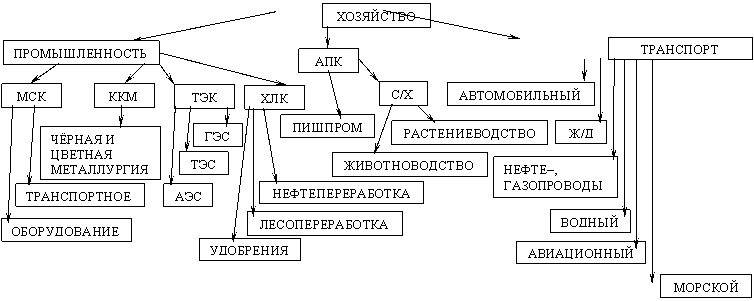 ХОЗЯЙСТВО
ПРОМЫШЛЕННОСТЬ
АПК
ТРАНСПОРТ
МСК
ККМ
ТЭК
ХЛК
С/Х
АВТОМОБИЛЬНЫЙ
ЧЁРНАЯ И
ЦВЕТНАЯ
МЕТАЛЛУРГИЯ
ГЭС
ПИШПРОМ
РАСТЕНИЕВОДСТВО
Ж/Д
ТЭС
ЖИВОТНОВОДСТВО
НЕФТЕ–,
ГАЗОПРОВОДЫ
ТРАНСПОРТНОЕ
АЭС
НЕФТЕПЕРЕРАБОТКА
ОБОРУДОВАНИЕ
ЛЕСОПЕРЕРАБОТКА
ВОДНЫЙ
УДОБРЕНИЯ
АВИАЦИОННЫЙ
МОРСКОЙ